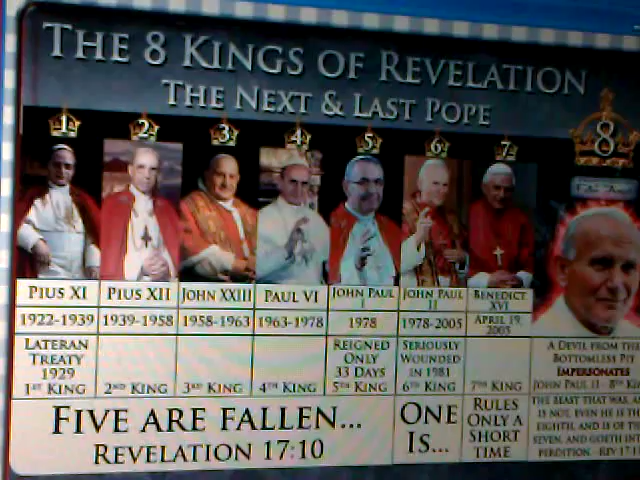 THE 8 KINGS OF REVELATION
THE NEXT & LAST POPE
1 2 3 4 5 6 7 8
PIUS XI
1922-1939
LATERAN
TREATY
1929
1ST KING
PIUS XII
1939-1958
2ND KING
JOHN XXIII
1958-1963
3RD KING
PAUL VI
1963-1978
4TH KING
JOHN PAUL
1978
REIGNED
ONLY
33 DAYS
5TH KING
JOHN PAUL
II
1978-2005
SERIOUSLY
WOUNDED
IN 1981
6TH KING
BENEDICT
XVI
APRIL 19,
2005
7TH KING
FIVE ARE FALLEN...
REVELATION 17:10
ONE
IS...
RULES
ONLY A
SHORT
TIME
A DEVIL FROM THE
BOTTOMLESS PIT
IMPERSONATES
JOHN PAUL II - 8TH
THE BEAST THAT WAS, AND
IS NOT, EVEN HE IS THE
EIGHTH, AND IS OF THE
SEVEN, AND GOETH INTO
PERDITION. - REV 17:11